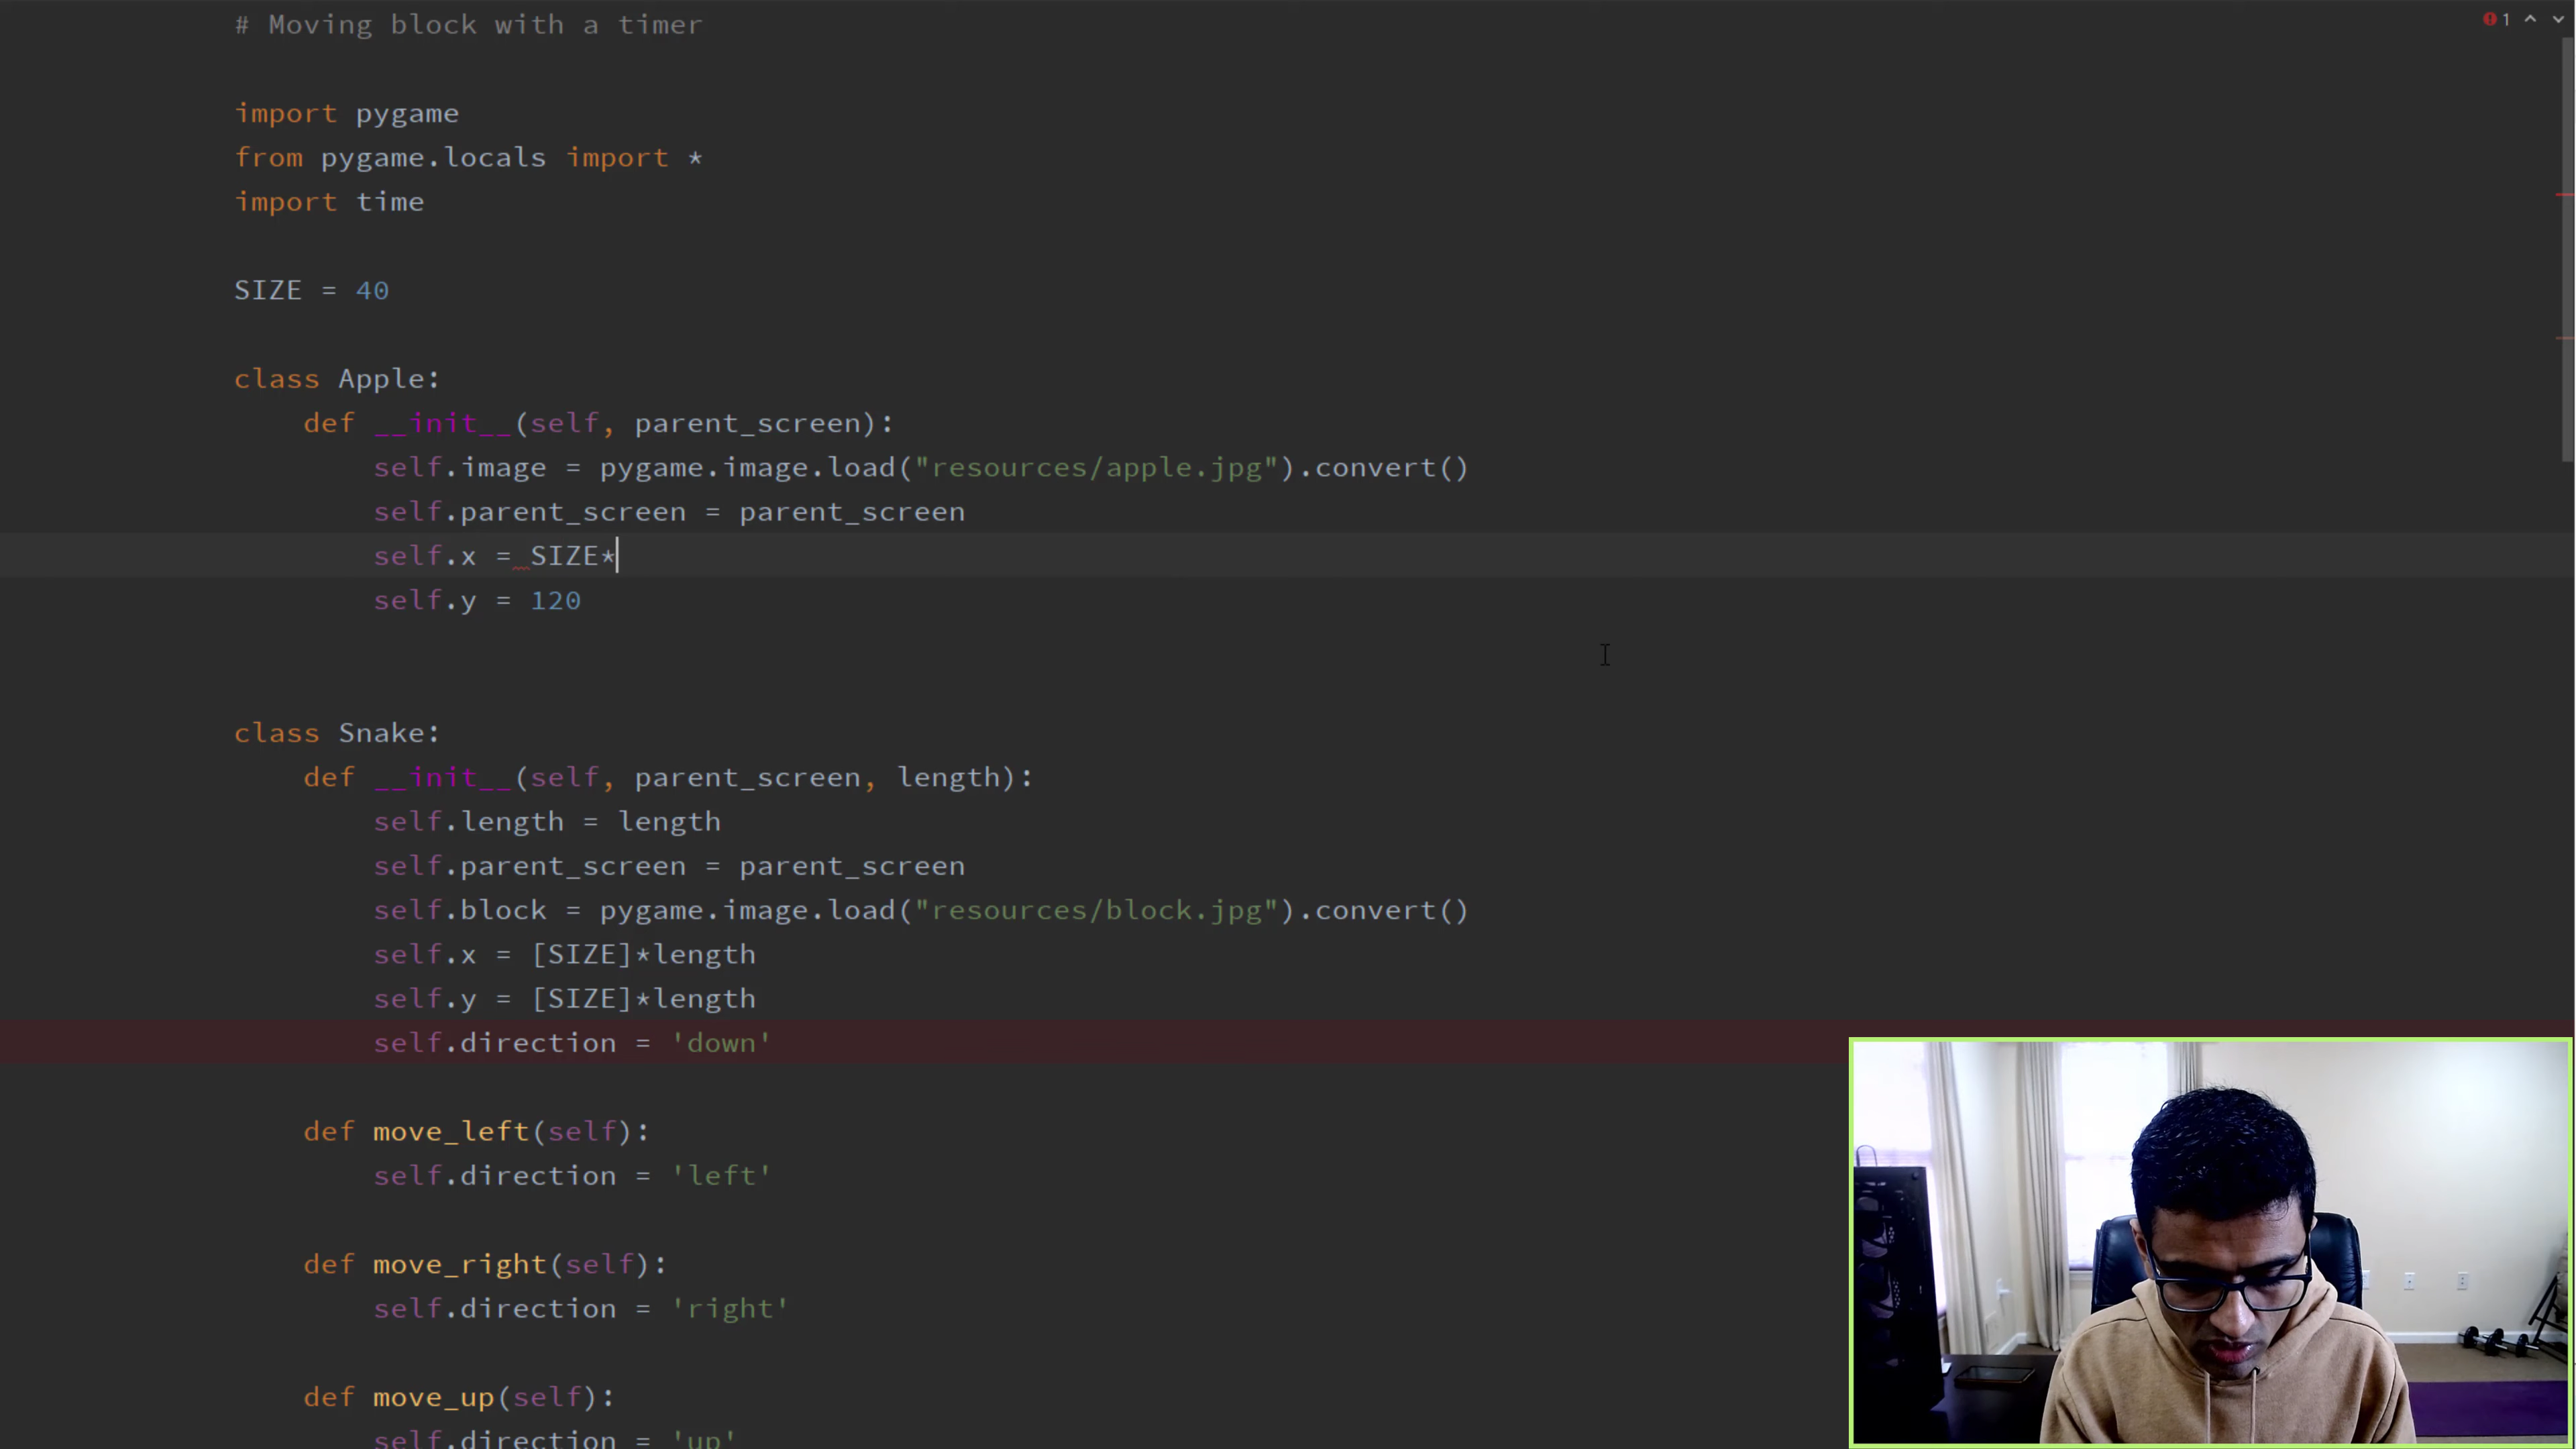 # Moving block with a timer
1
import pygame
from pygame.locals import *
import time
SIZE = 40
class Apple:
def __init__(self, parent_screen):
self.image = pygame.image.load("resources/apple.jpg").convert()
self.parent_screen = parent_screen
self.x = SIZE*
self.y = 120
class Snake:
def __init__(self, parent_screen, length):
self.length = length
self.parent_screen = parent_screen
self.block = pygame.image.load("resources/block.jpg").convert()
self.x = [SIZE]*length
self.y = [SIZE]*length
self.direction = 'down'
def move_left(self):
self.direction = 'left'
def move_right(self):
self.direction = 'right'
def move_up(self):
self.direction = 'up'